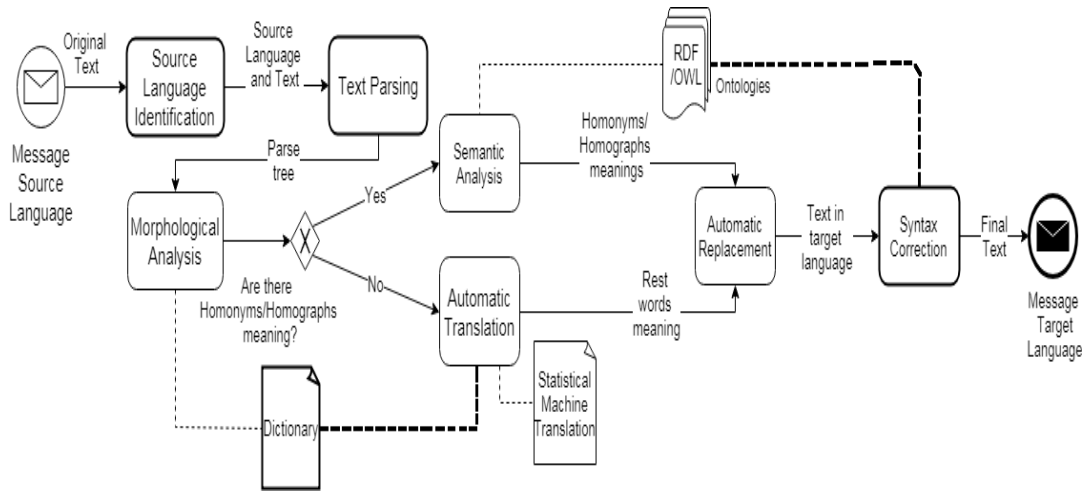 Original
Text
Source
Language
Identification
Source
Language
and Text
Text Parsing
RDF
/OWL
Ontologies
Message
Source
Language
Parse
tree
Morphological
Analysis
X
Are there
Homonyms/Homographs
meaning?
Yes
No
Semantic
Analysis
Homonyms/
Homographs
meanings
Automatic
Translation
Rest
words
meaning
Automatic
Replacement
Text in
target
language
Syntax
Correction
Final
Text
Message
Target
Language
Dictionary
Statistical
Machine
Translation